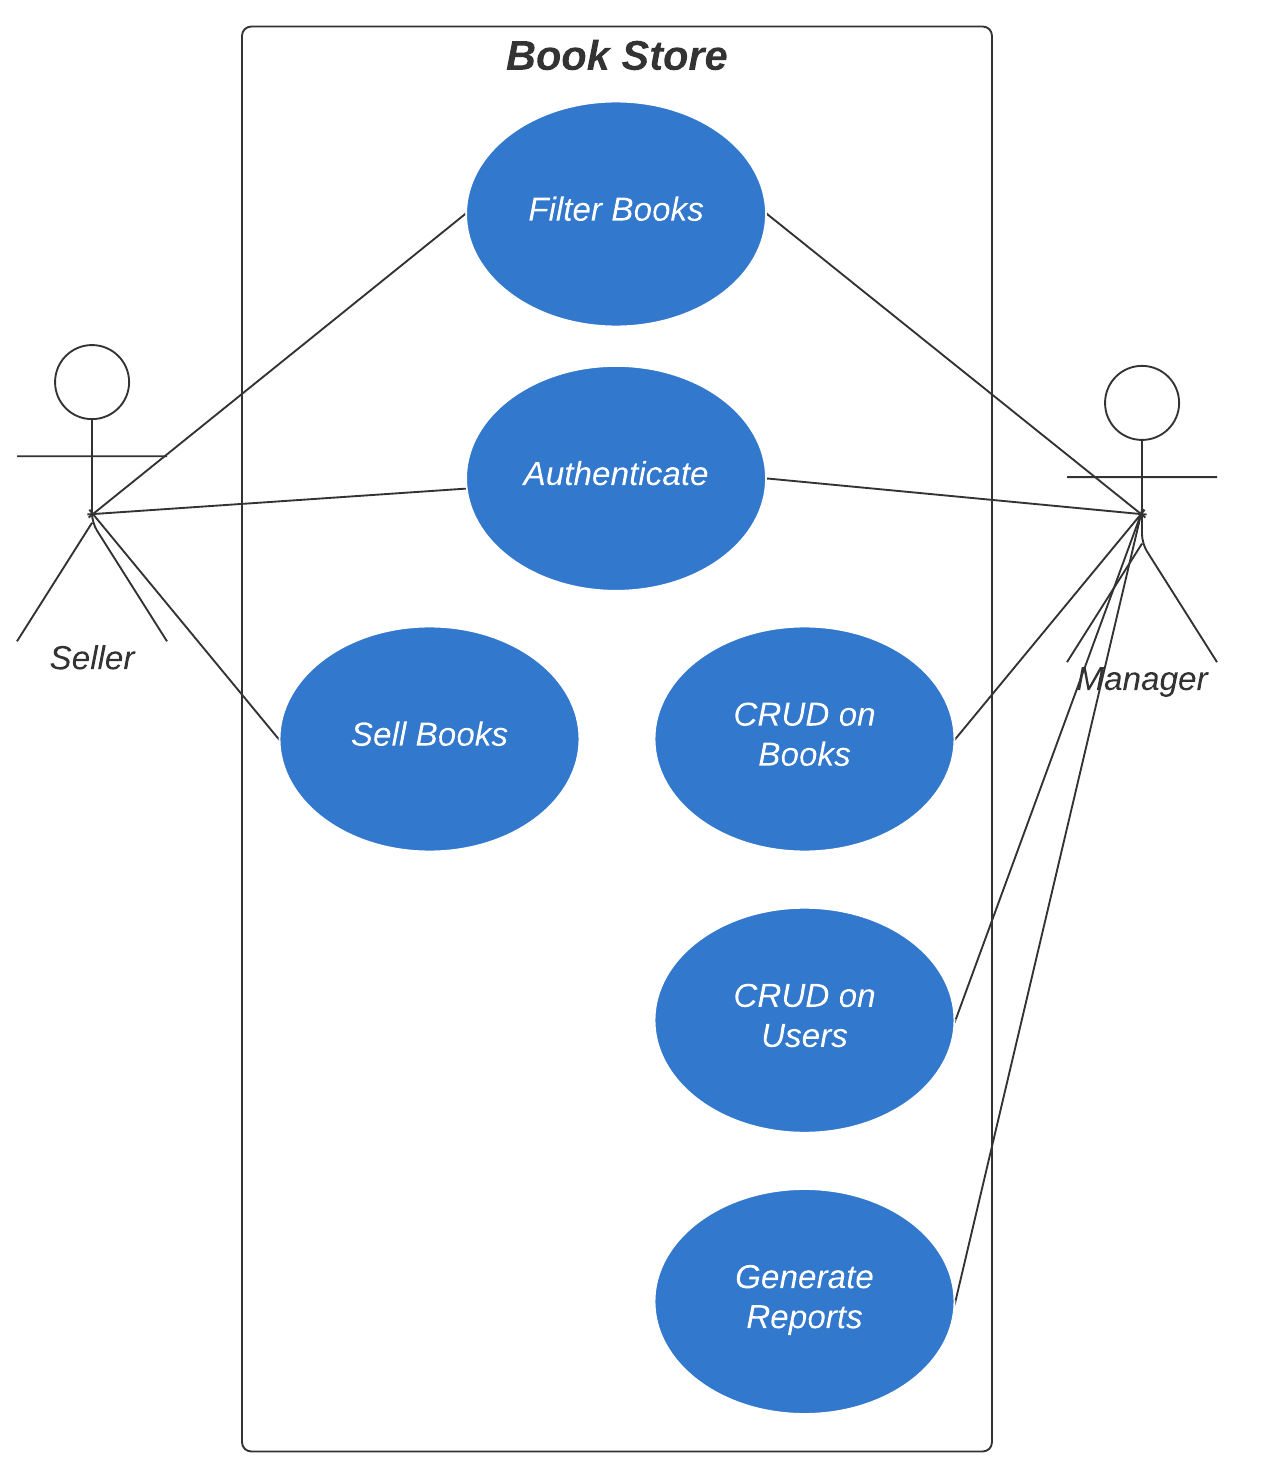 Book Store
Filter Books
Authenticate
Seller
Manager
Sell Books
CRUD on
Books
CRUD on
Users
Generate
Reports